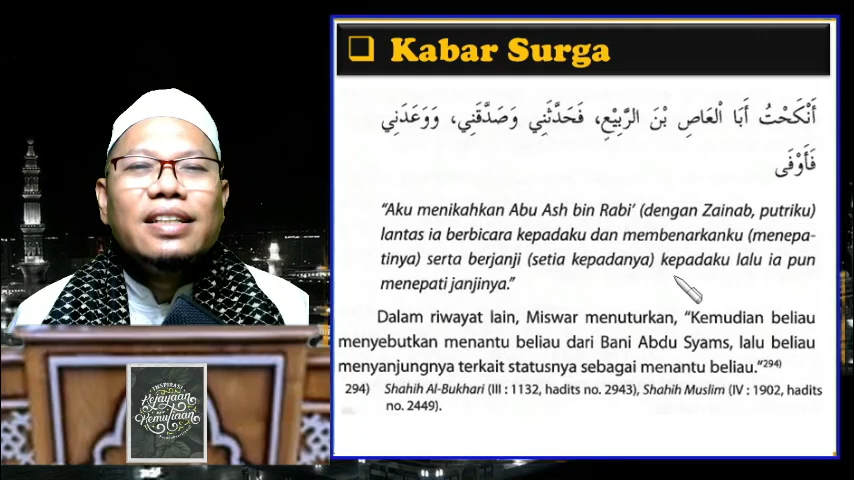 ❑ Kabar Surga
أَنْكَحْتُ أَبَا الْعَاصِ بْنَ الرَّبِيْعِ، فَحَدَّثَنِي وَصَدَّقَنِي، وَوَعَدَنِي
فَأَوْفَى
“Aku menikahkan Abu Ash bin Rabi’ (dengan Zainab, putriku)
lantas ia berbicara kepadaku dan membenarkanku (menepa-
tinya) serta berjanji (setia kepadanya) kepadaku lalu ia pun
menepati janjinya.”
Dalam riwayat lain, Miswar menuturkan, “Kemudian beliau
menyebutkan menantu beliau dari Bani Abdu Syams, lalu beliau
menyanjungnya terkait statusnya sebagai menantu beliau.”294)
294) Shahih Al-Bukhari (III : 1132, hadits no. 2943), Shahih Muslim (IV : 1902, hadits
no. 2449).
INSPIRASI
Kejayaan
Kemuliaan